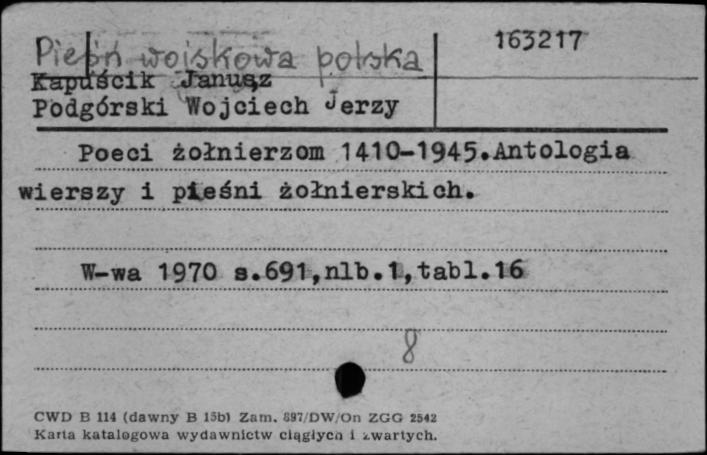 Pieśń wojskowa polska
163217
Kapuścik Janusz
Podgórski Wojciech Jerzy
Poeci żołnierzom 1410-1945.Antologia
wierszy i pieśni żołnierskich.
W-wa 1970 s.691,nlb.1,tabl.16
8
CWD B 114 (dawny B 15b) Zam. 897/DW/On ZGG 2542
Karta katalogowa wydawnictw ciągłych i zwartych.